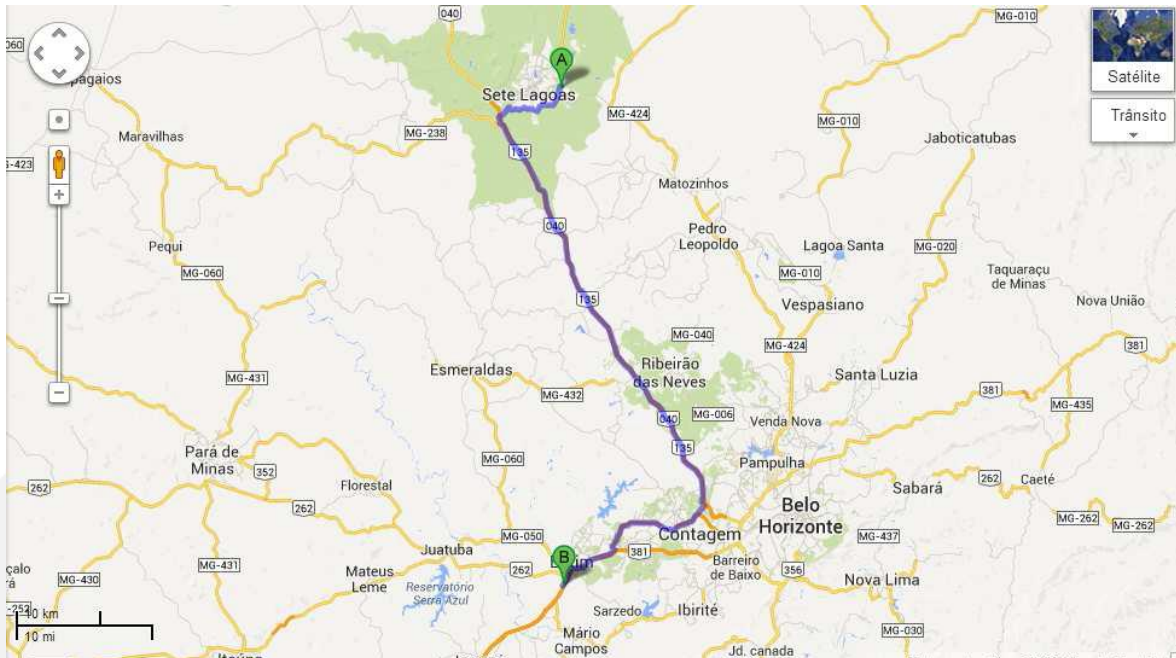 040
MG-010
Satélite
Trânsito
A
Sete Lagoas
MG-424
MG-238
Maravilhas
MG-423
MG-010
Jaboticatubas
135
Matozinhos
Pedro
Leopoldo
040
Lagoa Santa
MG-020
Pequi
MG-060
MG-010
Taquaraçu
de Minas
135
Vespasiano
Nova União
MG-040
MG-424
381
Esmeraldas
Ribeirão
das Neves
Santa Luzia
MG-431
MG-432
381
MG-435
040
MG-006
Venda Nova
135
Pará de
Minas
352
MG-060
Pampulha
262
262
Florestal
262
Sabará
Caeté
262
Belo
Horizonte
MG-262
MG-262
Contagem
MG-050
MG-437
Juatuba
B
381
Barreiro
de Baixo
MG-430
MG-431
Mateus
Leme
262
356
Nova Lima
Reservatório
Serra Azul
Sarzedo
Ibirité
10 km
10 mi
Mário
Campos
MG-030
Jd. canada